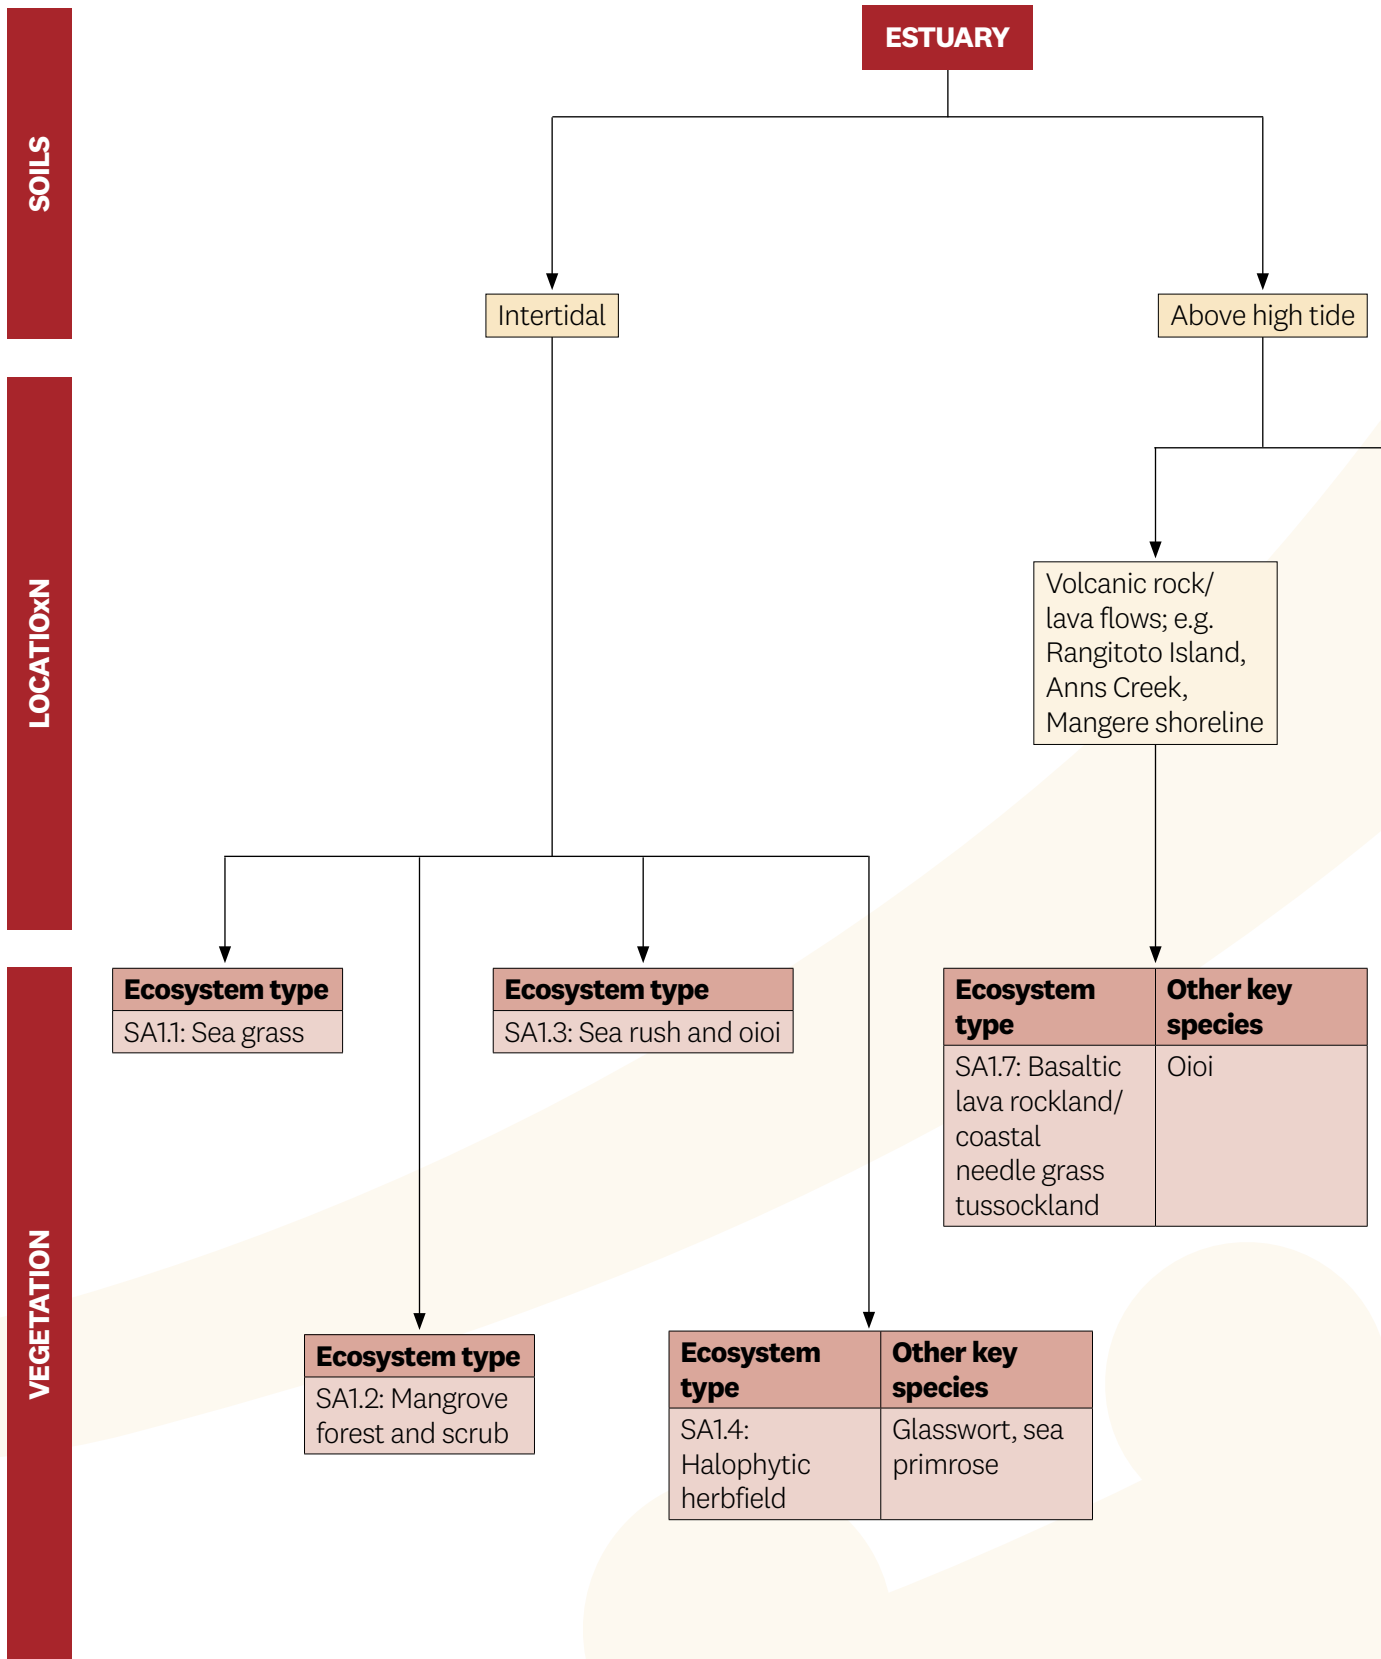 ESTUARY
SOILS
Intertidal
Above high tide
LOCATIOxN
Volcanic rock/
lava flows; e.g.
Rangitoto Island,
Anns Creek,
Mangere shoreline
VEGETATION
Ecosystem type
SA1.1: Sea grass
Ecosystem type
SA1.3: Sea rush and oioi
Ecosystem
type
Other key
species
SA1.7: Basaltic
lava rockland/
coastal
needle grass
tussockland
Oioi
Ecosystem type
SA1.2: Mangrove
forest and scrub
Ecosystem
type
Other key
species
SA1.4:
Halophytic
herbfield
Glasswort, sea
primrose